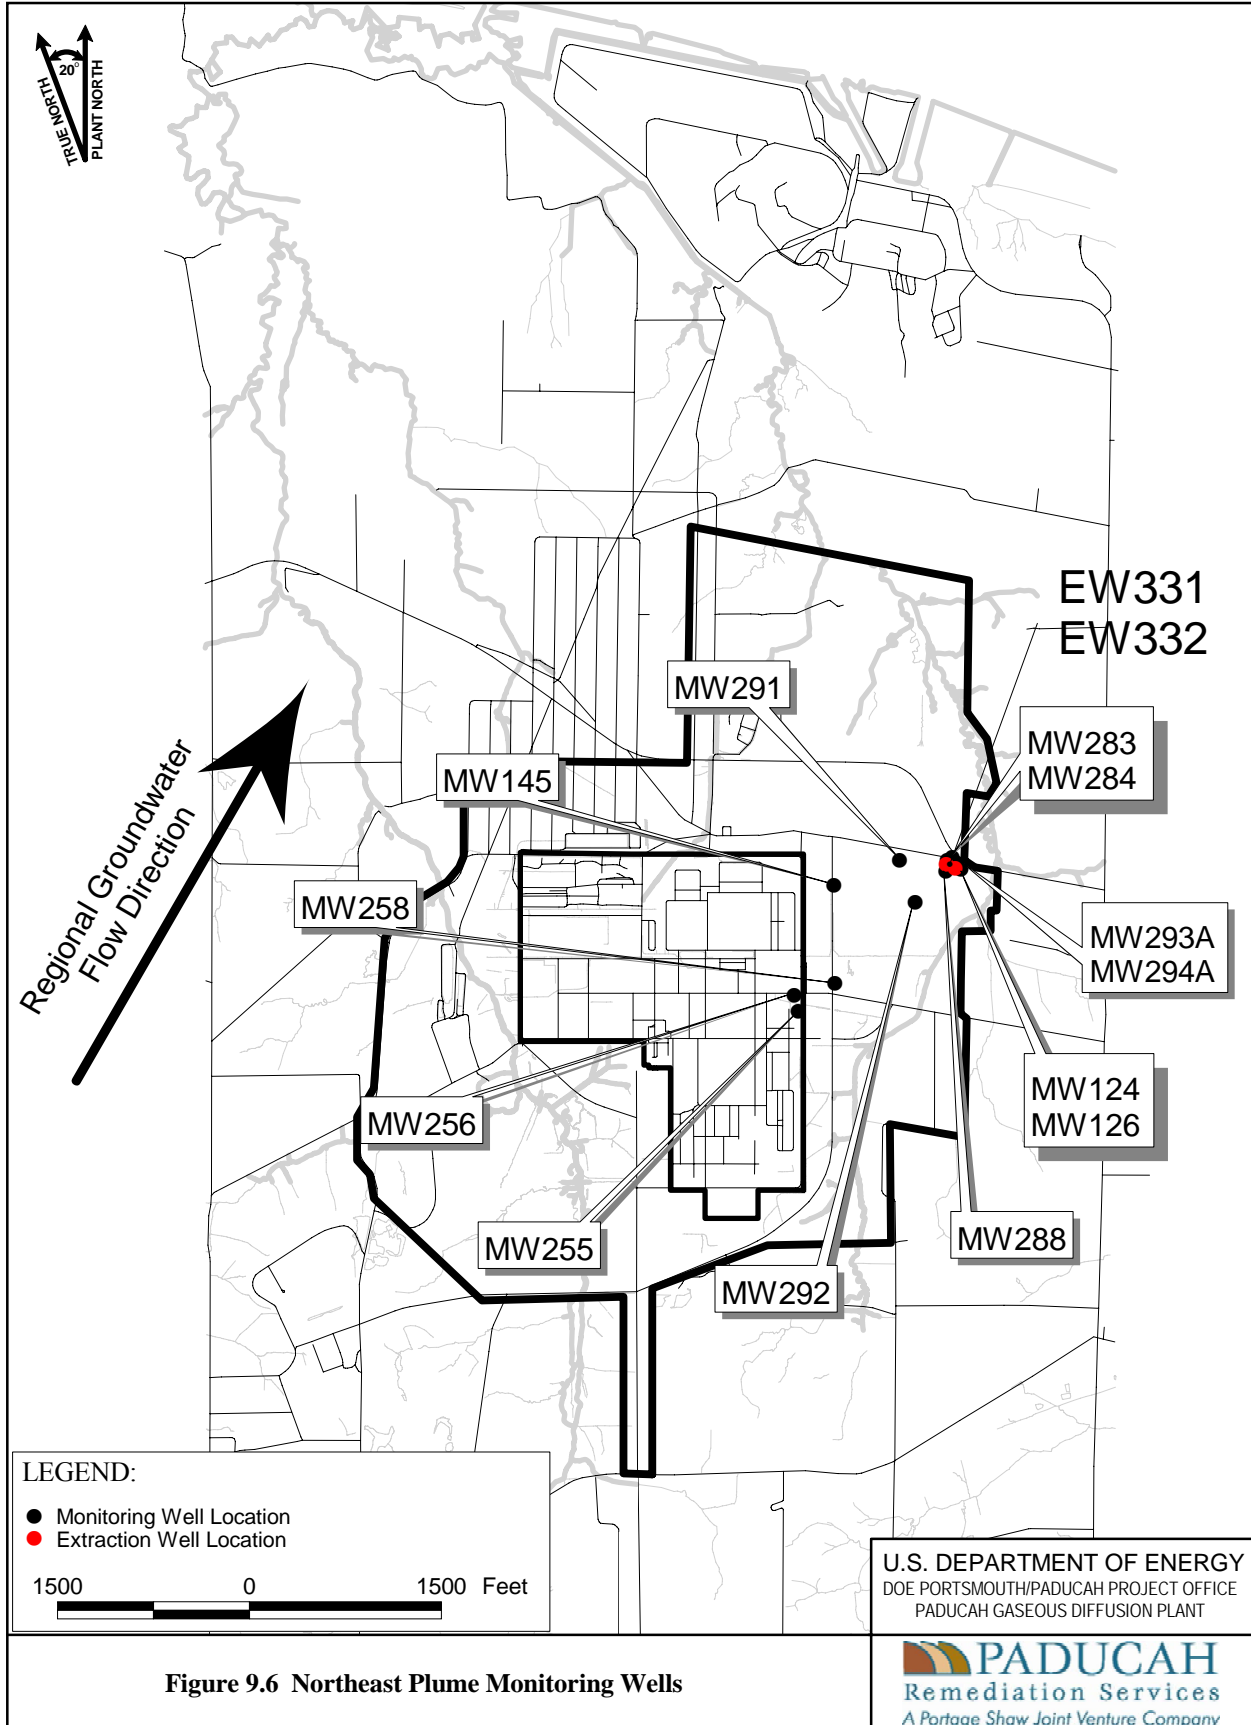 20°
TRUE NORTH
PLANT NORTH
EW331
EW332
MW291
MW283
MW284
MW145
Regional Groundwater
Flow Direction
MW258
MW293A
MW294A
MW124
MW126
MW256
MW255
MW288
MW292
LEGEND:
Monitoring Well Location
Extraction Well Location
1500 0 1500 Feet
U.S. DEPARTMENT OF ENERGY
DOE PORTSMOUTH/PADUCAH PROJECT OFFICE
PADUCAH GASEOUS DIFFUSION PLANT
Figure 9.6 Northeast Plume Monitoring Wells
PADUCAH
Remediation Services
A Portage Shaw Joint Venture Company